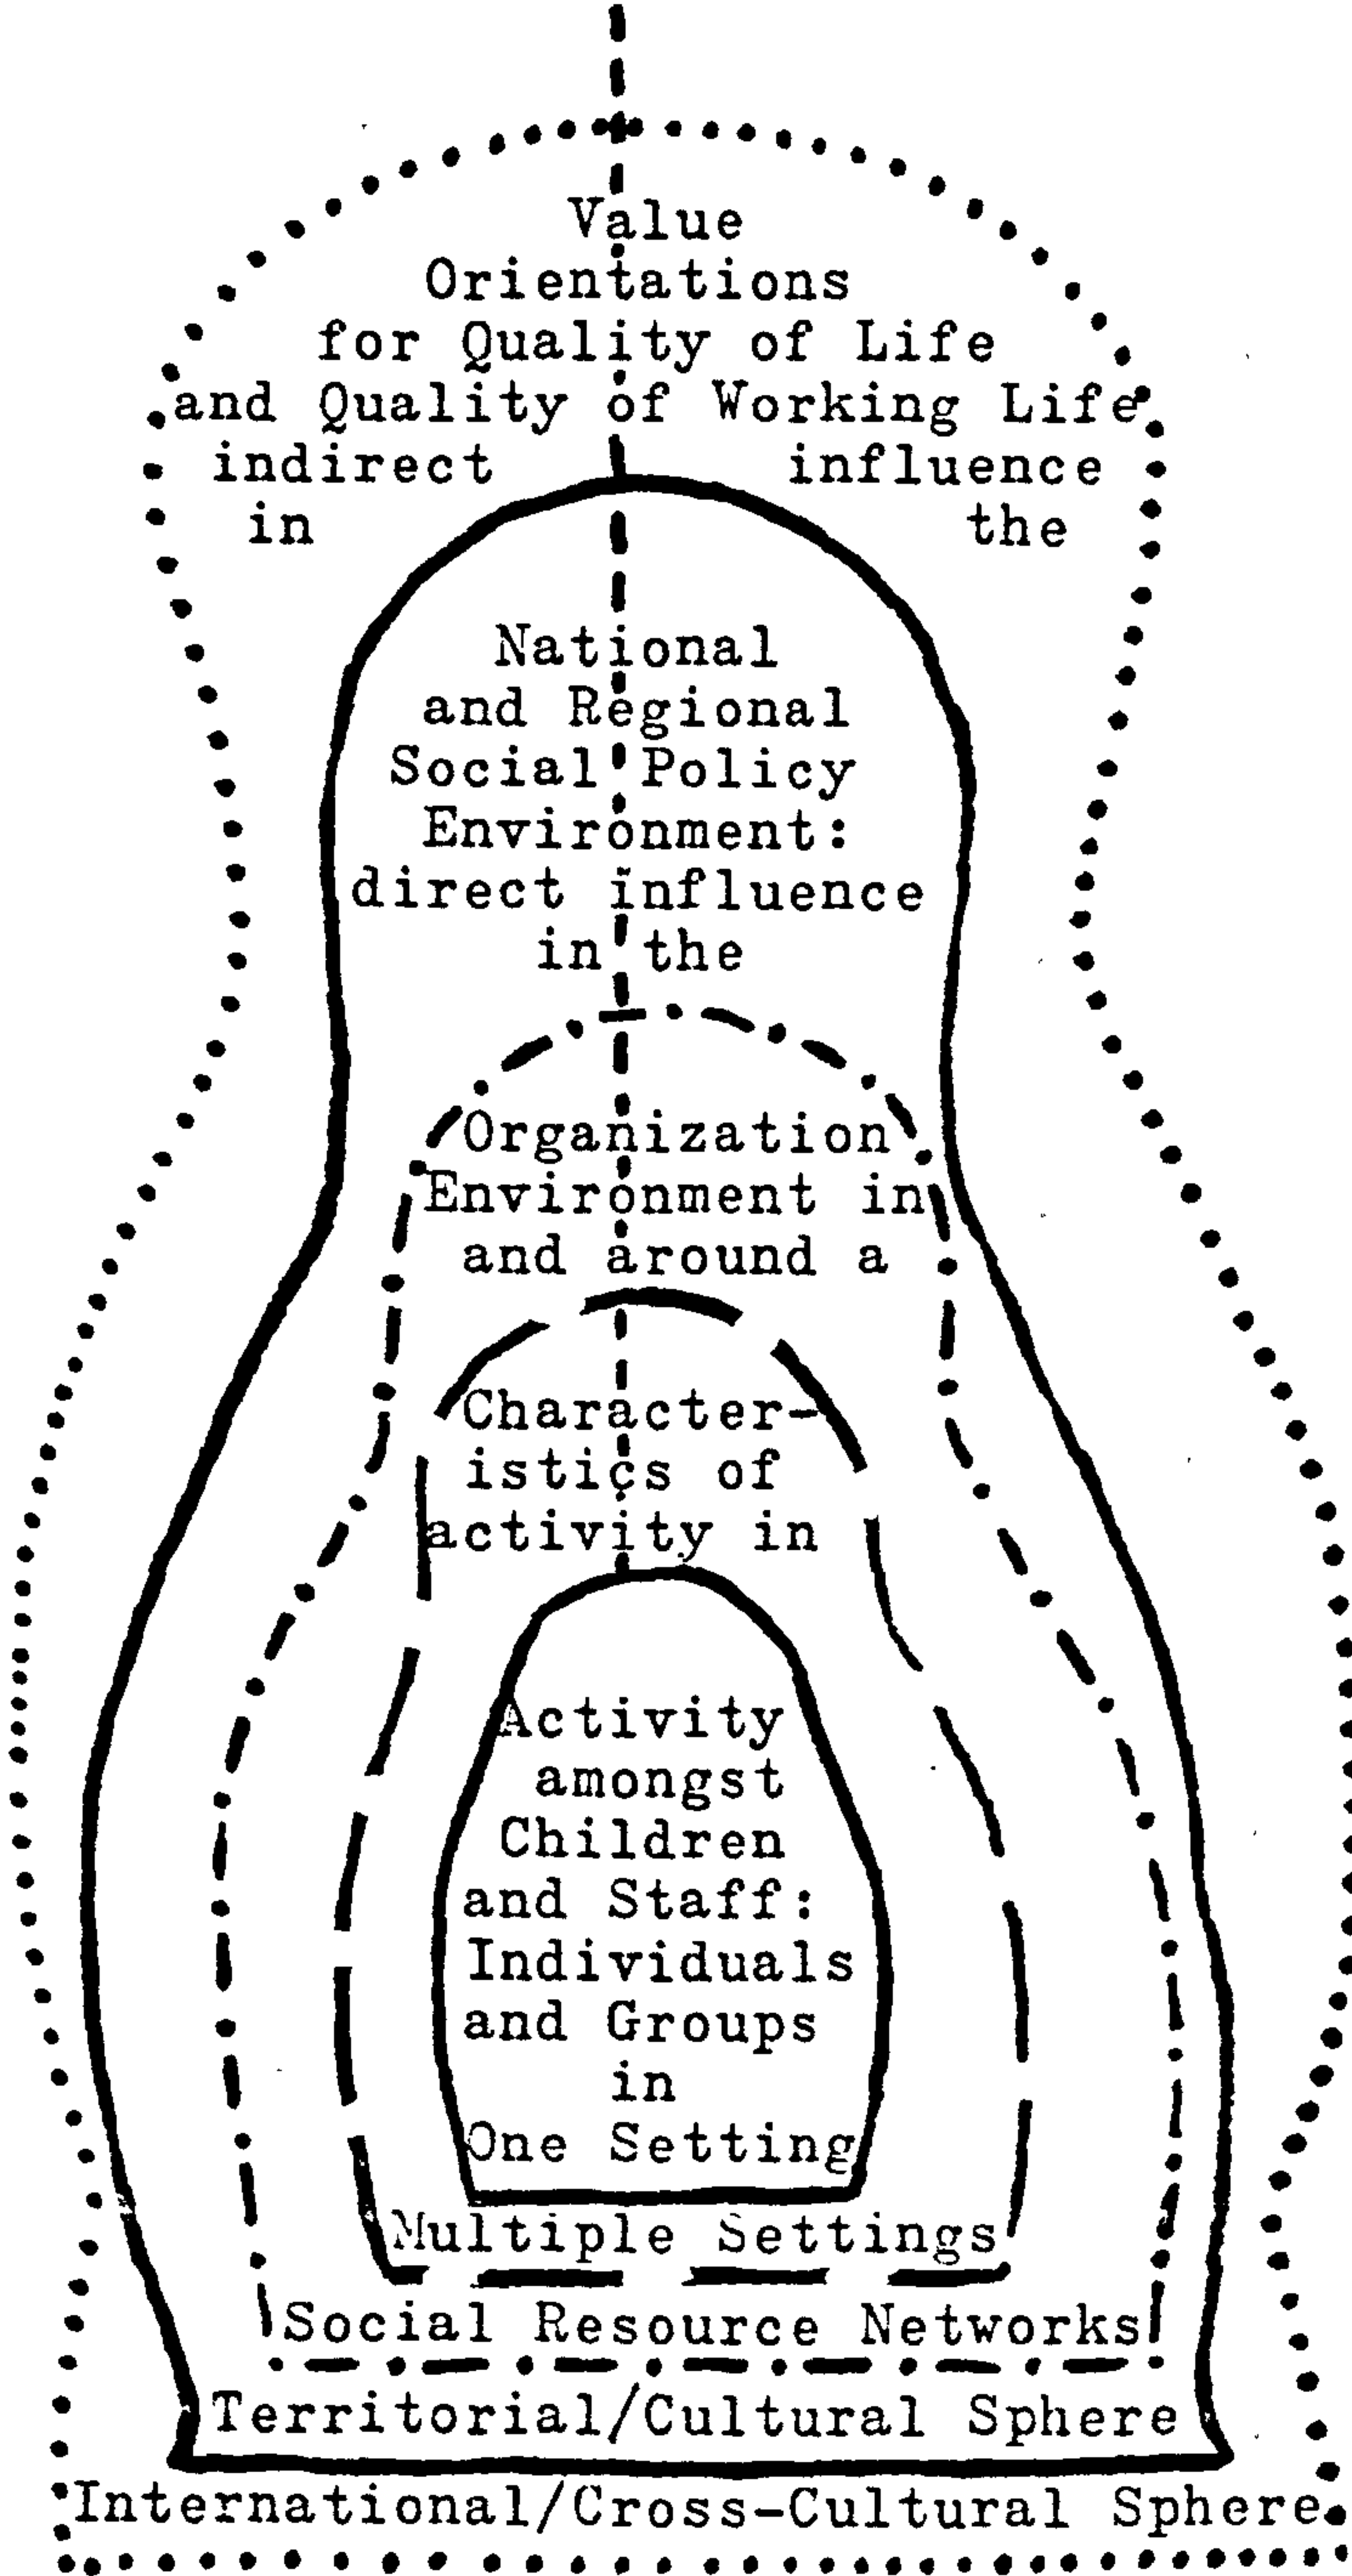 Value
Orientations
for Quality of Life
and Quality of Working Life
indirect influence
in the
National
and Regional
Social Policy
Environment:
direct influence
in the
Organization
Environment in
and around a
Character-
istics of
activity in
Activity
amongst
Children
and Staff:
Individuals
and Groups
in
One Setting
Multiple Settings
Social Resource Networks
Territorial/Cultural Sphere
International/Cross-Cultural Sphere